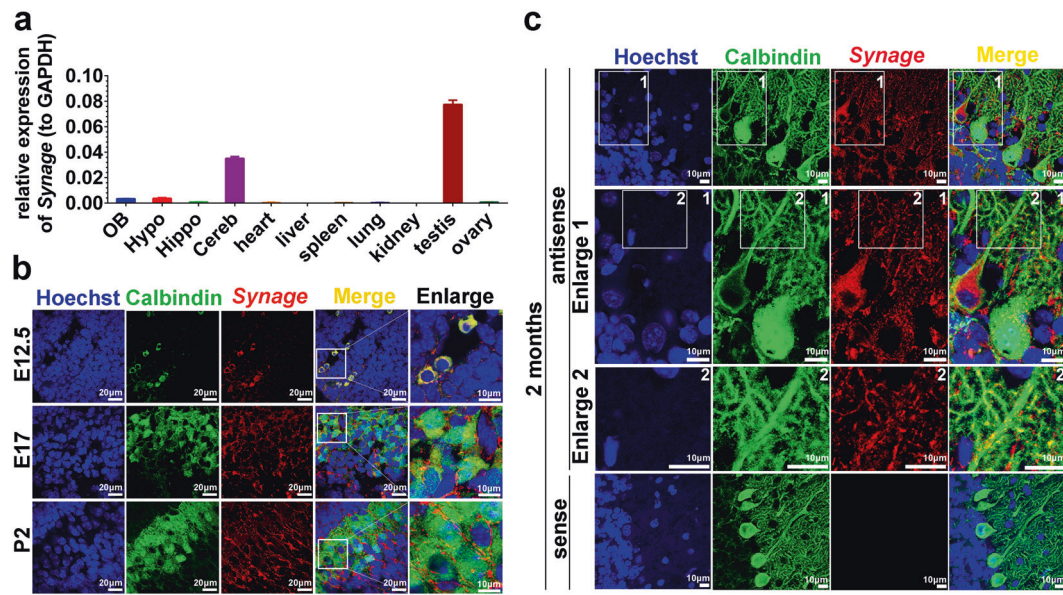 a
relative expression
of Synage (to GAPDH)
0.10
0.08
0.06
0.04
0.02
0.00
OB
Hypo
Hippo
Cereb
heart
liver
spleen
lung
kidney
testis
ovary
b
Hoechst Calbindin Synage Merge Enlarge
E12.5
20μm 20μm 20μm 20μm 10μm
E17
20μm 20μm 20μm 20μm 10μm
P2
20μm 20μm 20μm 20μm 10μm
c
Hoechst Calbindin Synage Merge
2 months
antisense
1 1 1 1
10μm 10μm 10μm 10μm
Enlarge 1
2 1 2 1 2 1 2 1
10μm 10μm 10μm 10μm
Enlarge 2
2 2 2 2
10μm 10μm 10μm 10μm
sense
10μm 10μm 10μm 10μm